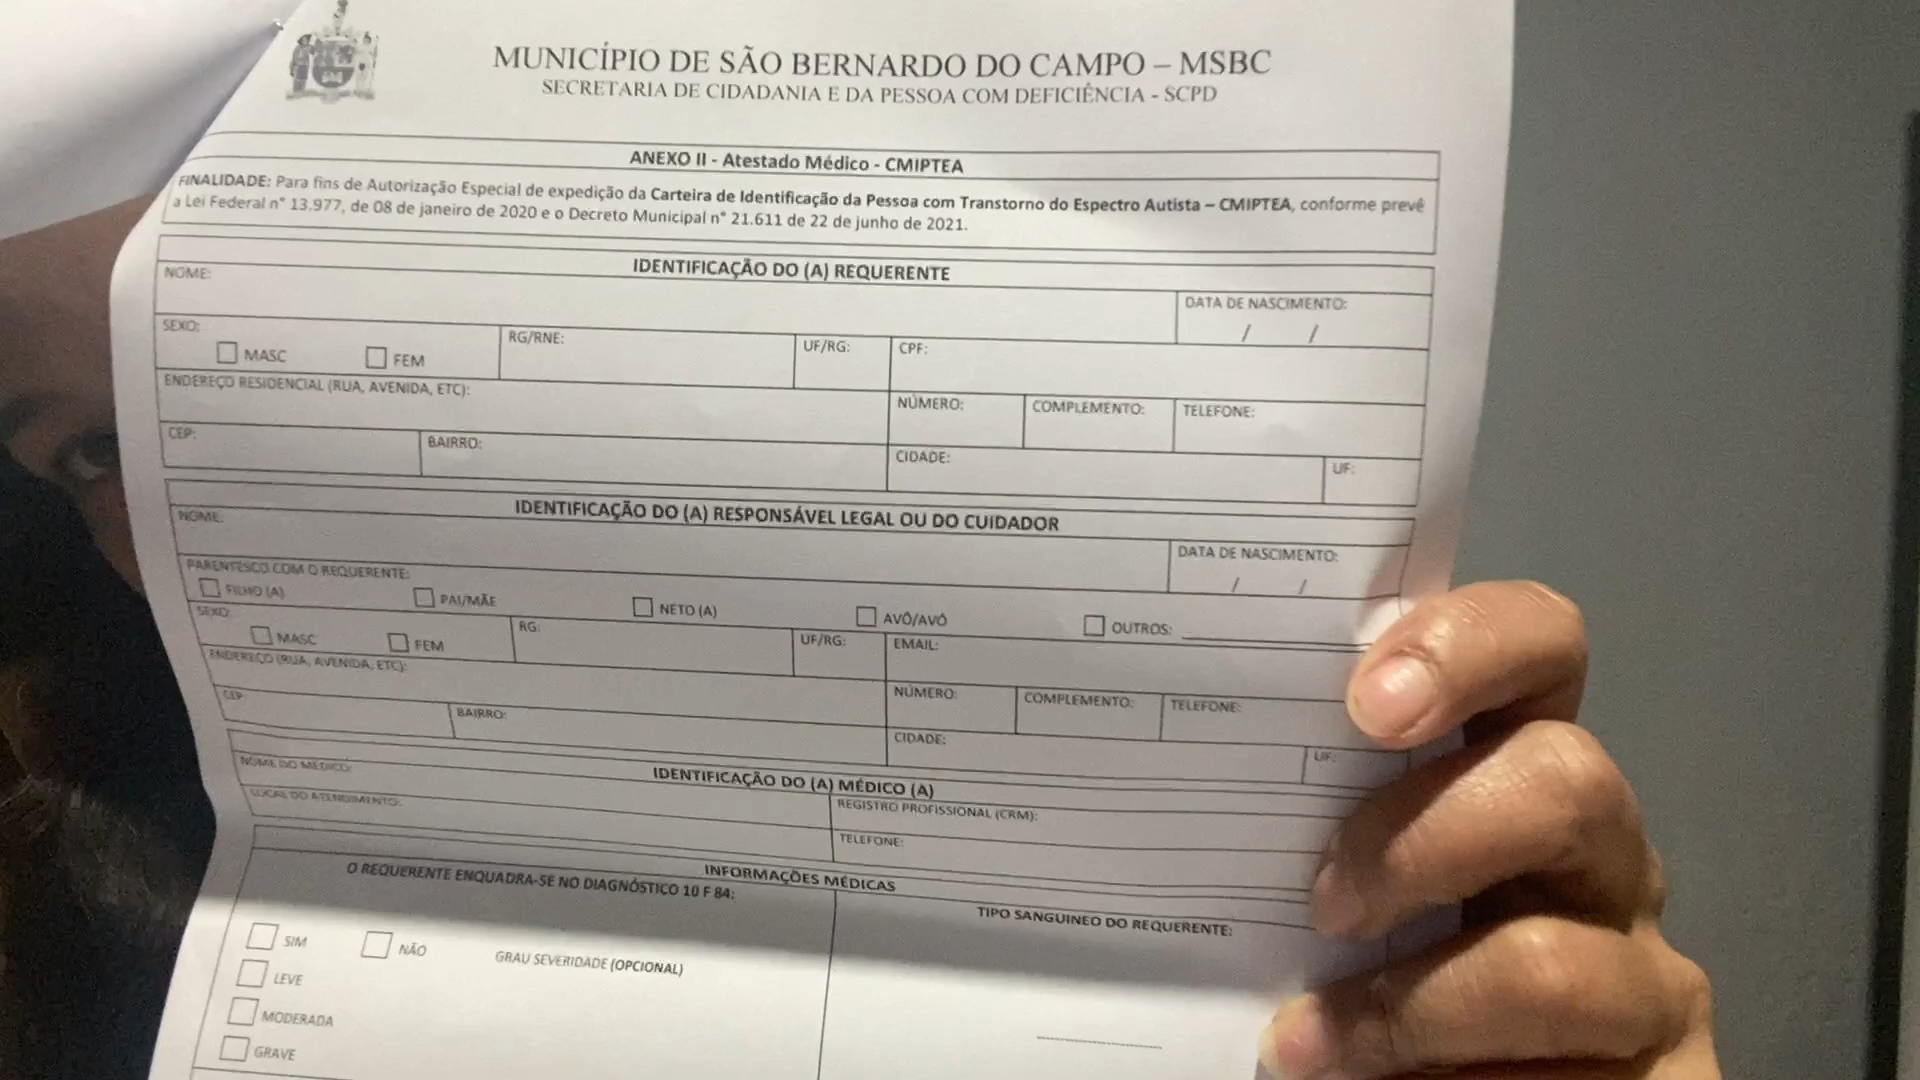 MUNICÍPIO DE SÃO BERNARDO DO CAMPO – MSBC
SECRETARIA DE CIDADANIA E DA PESSOA COM DEFICIÊNCIA - SCPD
ANEXO II - Atestado Médico - CMIPTEA
FINALIDADE: Para fins de Autorização Especial de expedição da Carteira de Identificação da Pessoa com Transtorno do Espectro Autista – CMIPTEA, conforme prevê
a Lei Federal n° 13.977, de 08 de janeiro de 2020 e o Decreto Municipal n° 21.611 de 22 de junho de 2021.
IDENTIFICAÇÃO DO (A) REQUERENTE
NOME:
DATA DE NASCIMENTO:
/ /
SEXO:
MASC FEM
RG/RNE:
UF/RG:
CPF:
ENDEREÇO RESIDENCIAL (RUA, AVENIDA, ETC):
NÚMERO:
COMPLEMENTO:
TELEFONE:
CEP:
BAIRRO:
CIDADE:
UF:
IDENTIFICAÇÃO DO (A) RESPONSÁVEL LEGAL OU DO CUIDADOR
NOME:
DATA DE NASCIMENTO:
/ /
PARENTESCO COM O REQUERENTE:
FILHO (A) PAI/MÃE NETO (A) AVÔ/AVÓ OUTROS:
SEXO:
MASC FEM
RG:
UF/RG:
EMAIL:
ENDEREÇO (RUA, AVENIDA, ETC):
NÚMERO:
COMPLEMENTO:
TELEFONE:
CEP
BAIRRO:
CIDADE:
UF:
IDENTIFICAÇÃO DO (A) MÉDICO (A)
NOME DO MÉDICO:
REGISTRO PROFISSIONAL (CRM):
LOCAL DO ATENDIMENTO:
TELEFONE:
INFORMAÇÕES MÉDICAS
O REQUERENTE ENQUADRA-SE NO DIAGNÓSTICO 10 F 84:
TIPO SANGUINEO DO REQUERENTE:
SIM NÃO GRAU SEVERIDADE (OPCIONAL)
LEVE
MODERADA
GRAVE